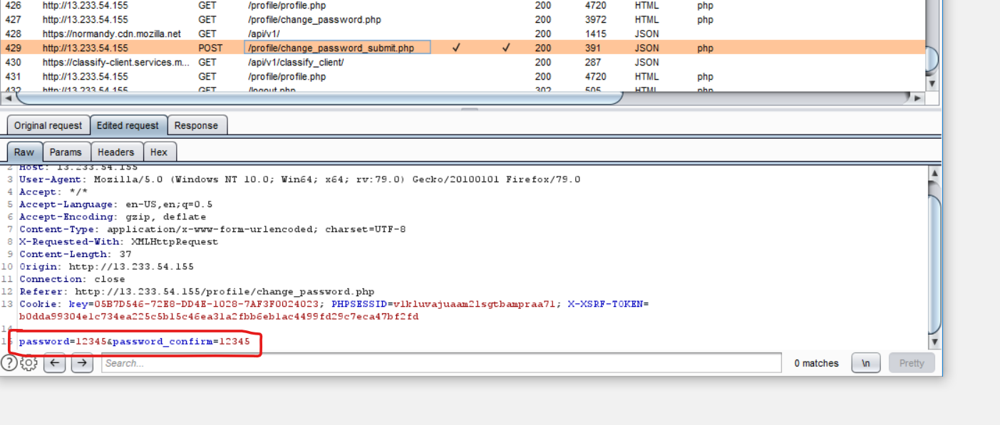 426 http://13.233.54.155 GET /profile/profile.php 200 4720 HTML php
427 http://13.233.54.155 GET /profile/change_password.php 200 3972 HTML php
428 https://normandy.cdn.mozilla.net GET /api/v1/ 200 1415 JSON
429 http://13.233.54.155 POST /profile/change_password_submit.php ✓ ✓ 200 391 JSON php
430 https://classify-client.services.m... GET /api/v1/classify_client/ 200 287 JSON
431 http://13.233.54.155 GET /profile/profile.php 200 4720 HTML php
432 http://13.233.54.155 GET /logout.php 302 505 HTML php
Original request Edited request Response
Raw Params Headers Hex
2 Host: 13.233.54.155
3 User-Agent: Mozilla/5.0 (Windows NT 10.0; Win64; x64; rv:79.0) Gecko/20100101 Firefox/79.0
4 Accept: */*
5 Accept-Language: en-US,en;q=0.5
6 Accept-Encoding: gzip, deflate
7 Content-Type: application/x-www-form-urlencoded; charset=UTF-8
8 X-Requested-With: XMLHttpRequest
9 Content-Length: 37
10 Origin: http://13.233.54.155
11 Connection: close
12 Referer: http://13.233.54.155/profile/change_password.php
13 Cookie: key=05B7D546-72E8-DD4E-1028-7AF3F0024023; PHPSESSID=vlkluvajuaam2lsgtbampraa7l; X-XSRF-TOKEN=
b0dda99304e1c734ea225c5b15c46ea31a2fbb6eb1ac4499fd29c7eca47bf2fd
14
15 password=12345&password_confirm=12345
? Search... 0 matches \n Pretty